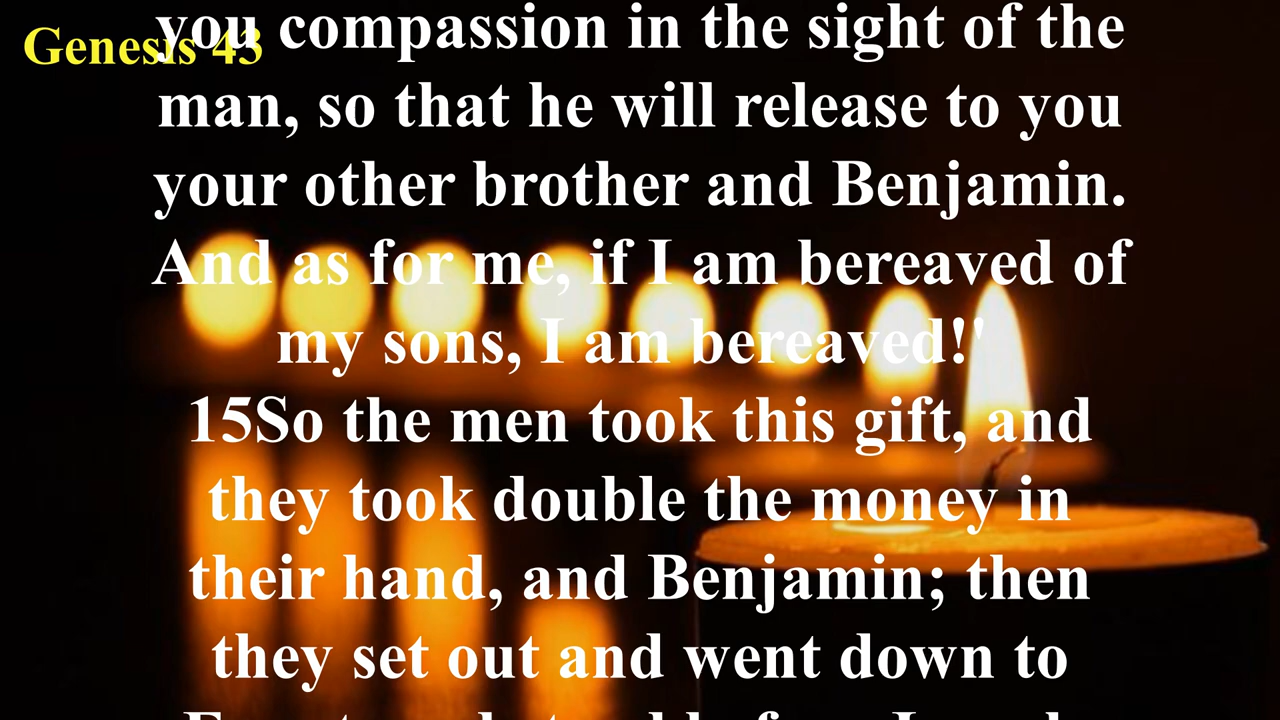 Genesis 43
you compassion in the sight of the
man, so that he will release to you
your other brother and Benjamin.
And as for me, if I am bereaved of
my sons, I am bereaved!'
15So the men took this gift, and
they took double the money in
their hand, and Benjamin; then
they set out and went down to